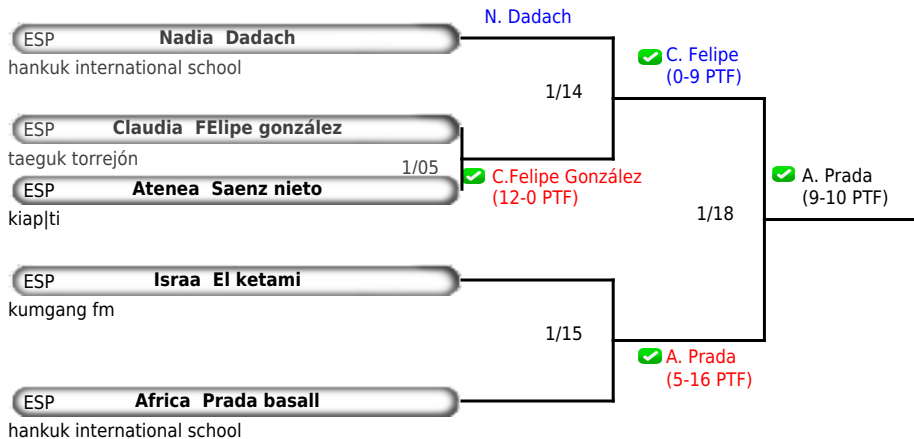 N. Dadach
ESP Nadia Dadach
hankuk international school
C. Felipe
(0-9 PTF)
1/14
ESP Claudia FElipe gonzález
taeguk torrejón
1/05
C.Felipe González
(12-0 PTF)
ESP Atenea Saenz nieto
kiap|ti
A. Prada
(9-10 PTF)
1/18
ESP Israa El ketami
kumgang fm
1/15
A. Prada
(5-16 PTF)
ESP Africa Prada basall
hankuk international school